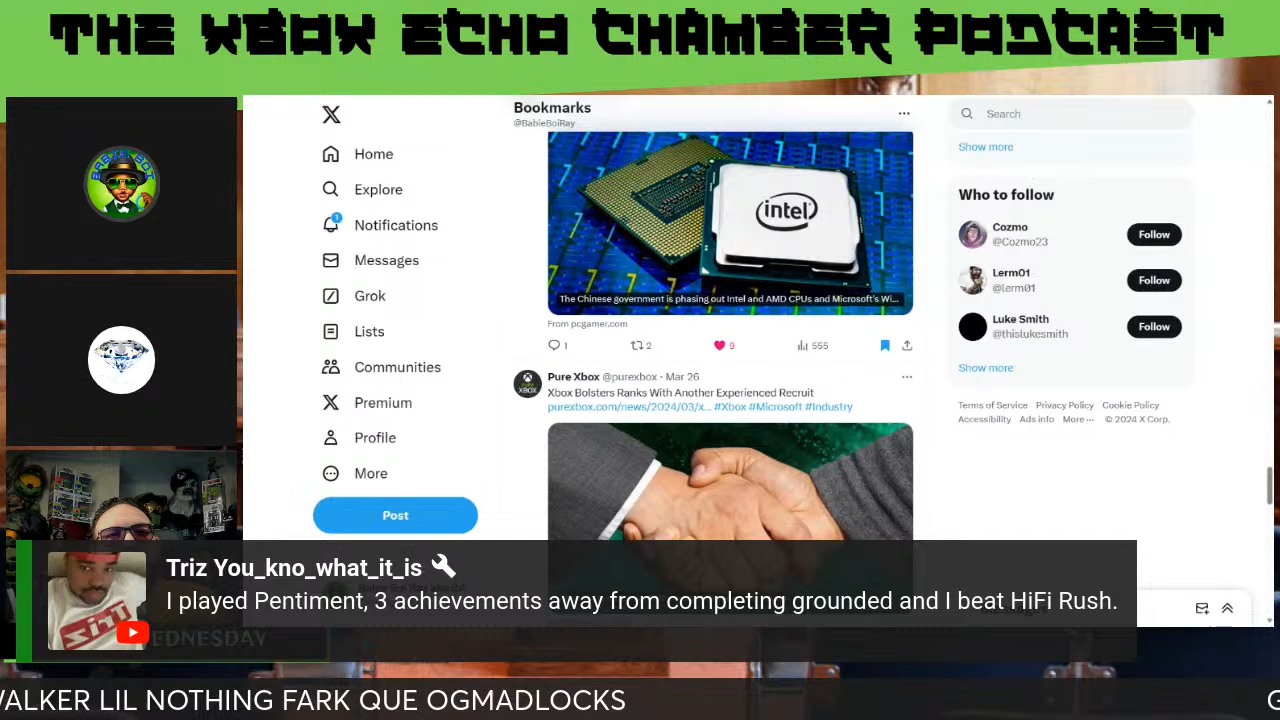 THE XBOX ECHO CHAMBER PODCAST
BABIE BOI
X
Home
Explore
1
Notifications
Messages
Grok
Lists
Communities
Premium
Profile
More
Post
Bookmarks
@BabieBoiRay
intel
The Chinese government is phasing out Intel and AMD CPUs and Microsoft's Wi...
From pcgamer.com
1 2 9 555
Pure Xbox @purexbox · Mar 26
Xbox Bolsters Ranks With Another Experienced Recruit
purexbox.com/news/2024/03/x... #Xbox #Microsoft #Industry
Search
Show more
Who to follow
Cozmo
@Cozmo23
Follow
Lerm01
@lerm01
Follow
Luke Smith
@thislukesmith
Follow
Show more
Terms of Service Privacy Policy Cookie Policy
Accessibility Ads info More ··· © 2024 X Corp.
Triz You_kno_what_it_is
I played Pentiment, 3 achievements away from completing grounded and I beat HiFi Rush.
EDNESDAY
WALKER LIL NOTHING FARK QUE OGMADLOCKS